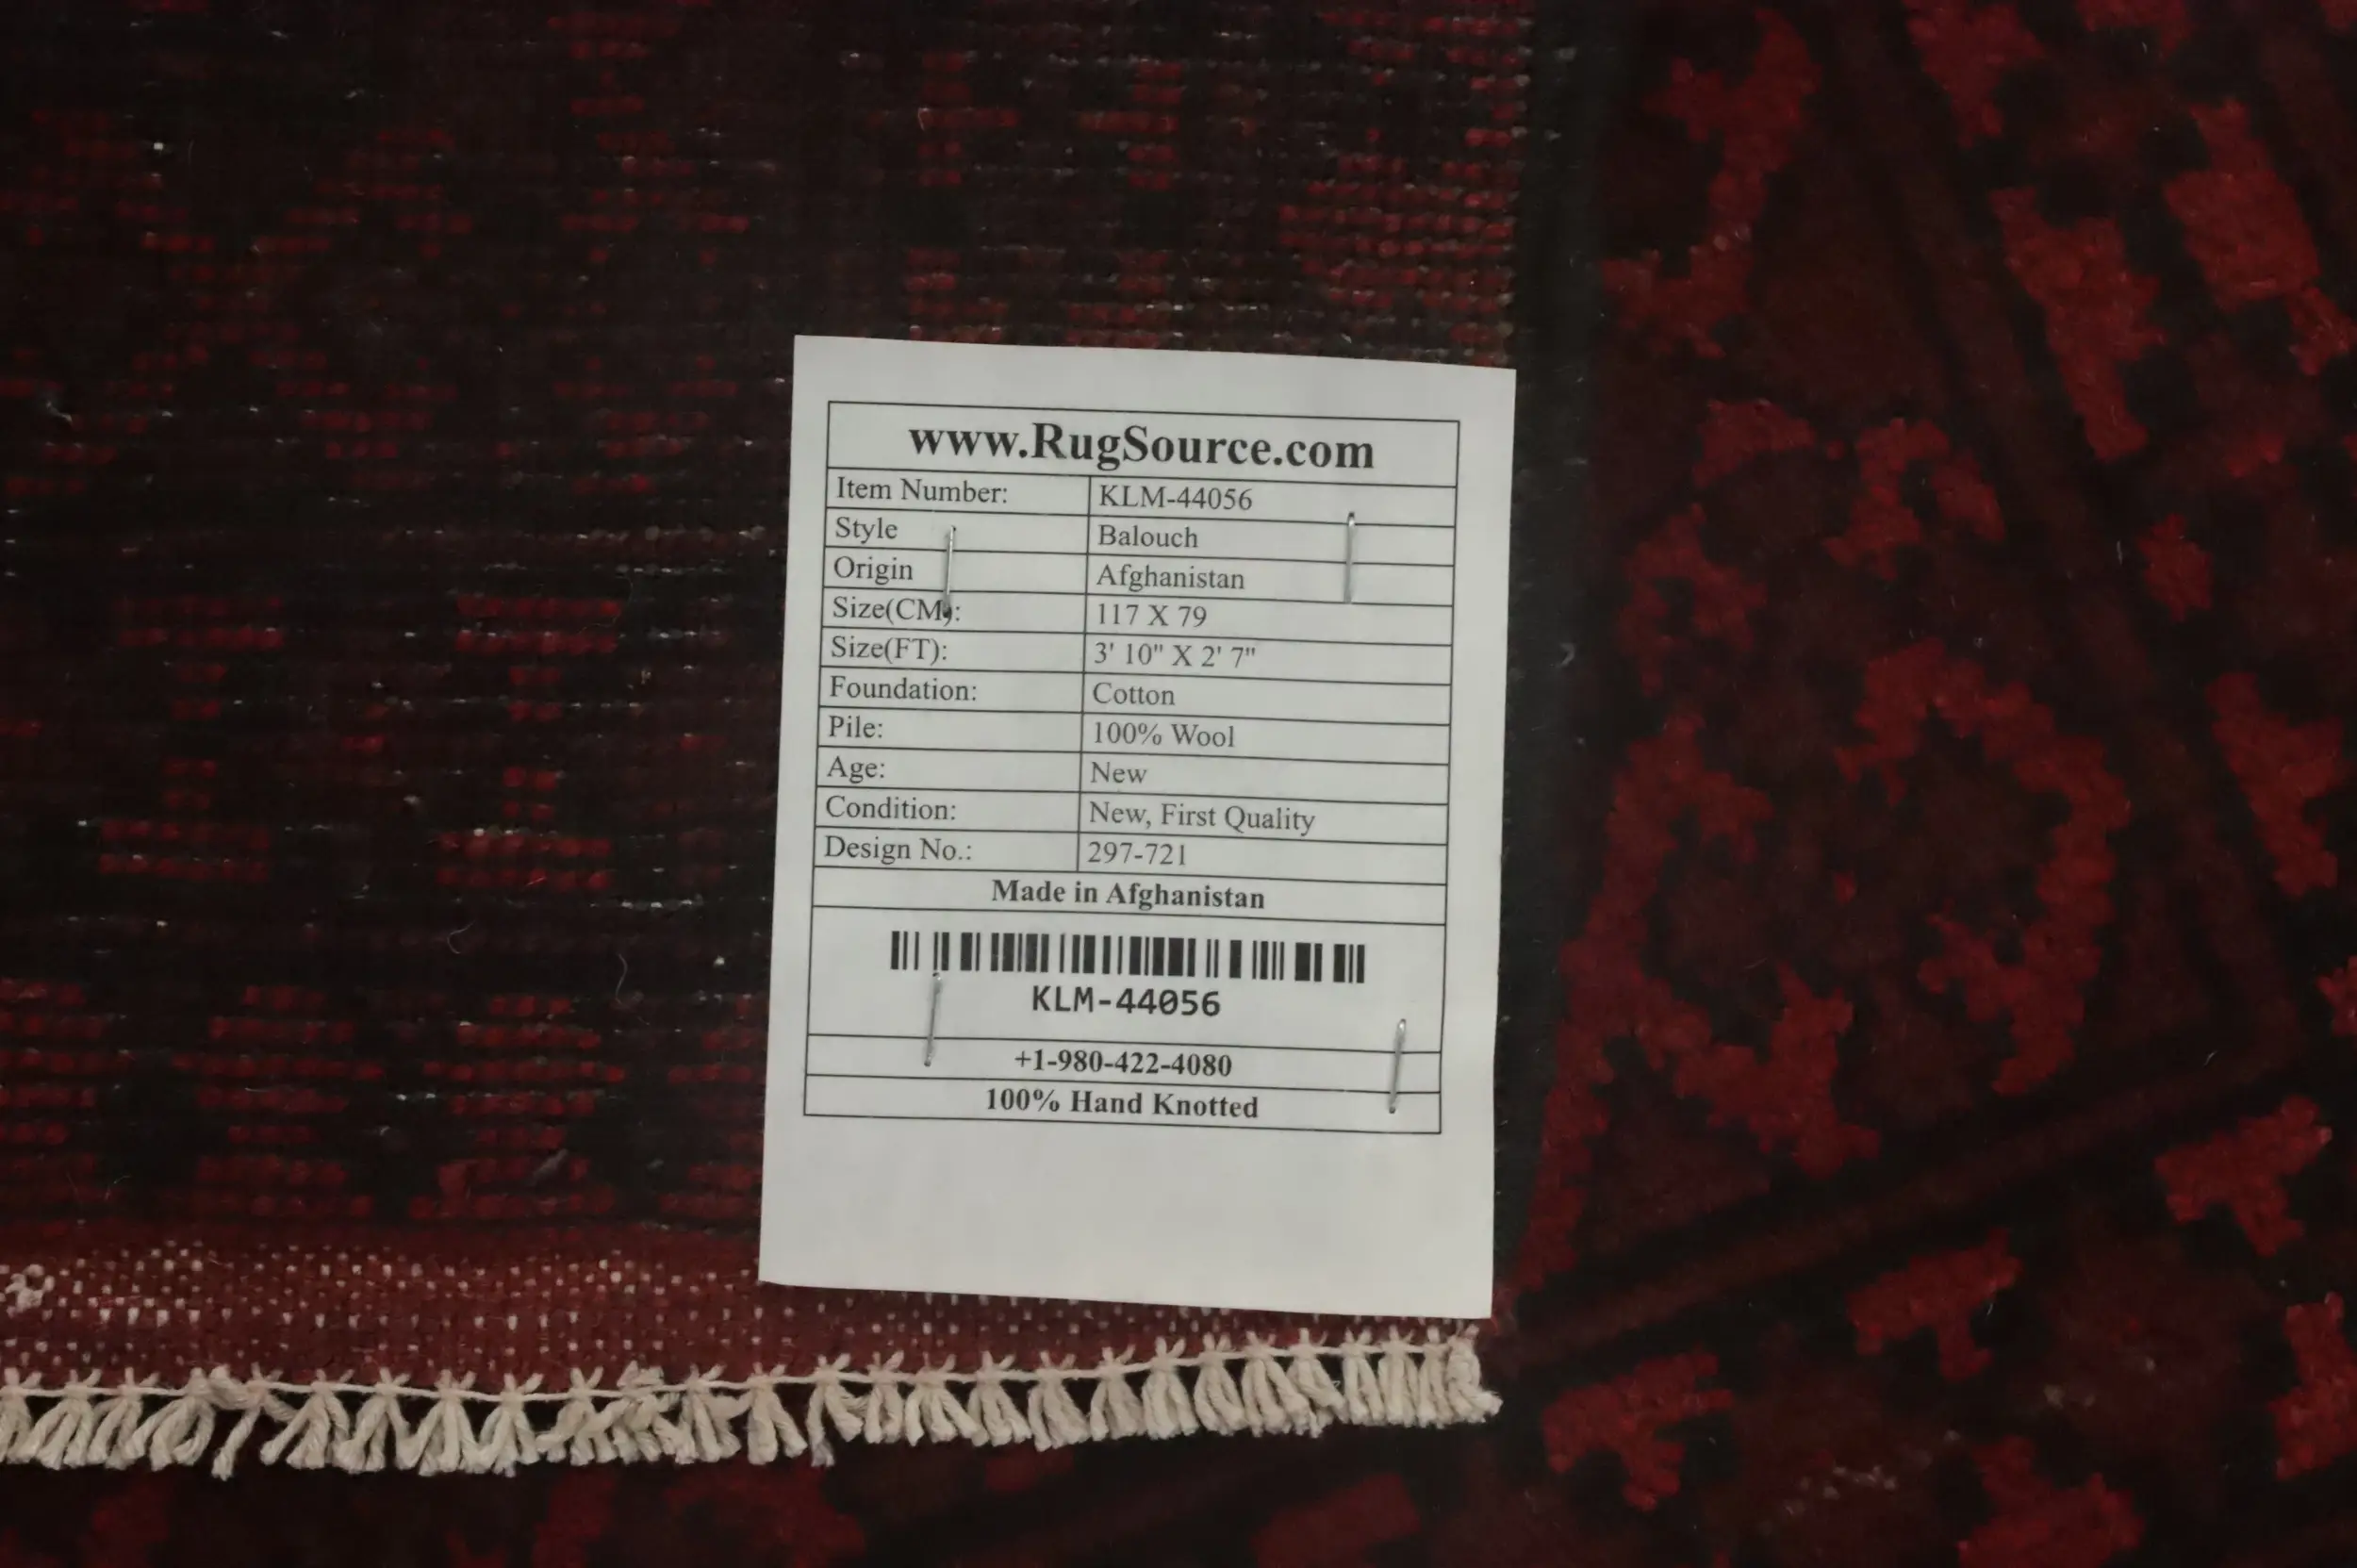 www.RugSource.com
Item Number: KLM-44056
Style Balouch
Origin Afghanistan
Size(CM): 117 X 79
Size(FT): 3' 10" X 2' 7"
Foundation: Cotton
Pile: 100% Wool
Age: New
Condition: New, First Quality
Design No.: 297-721
Made in Afghanistan
KLM-44056
+1-980-422-4080
100% Hand Knotted